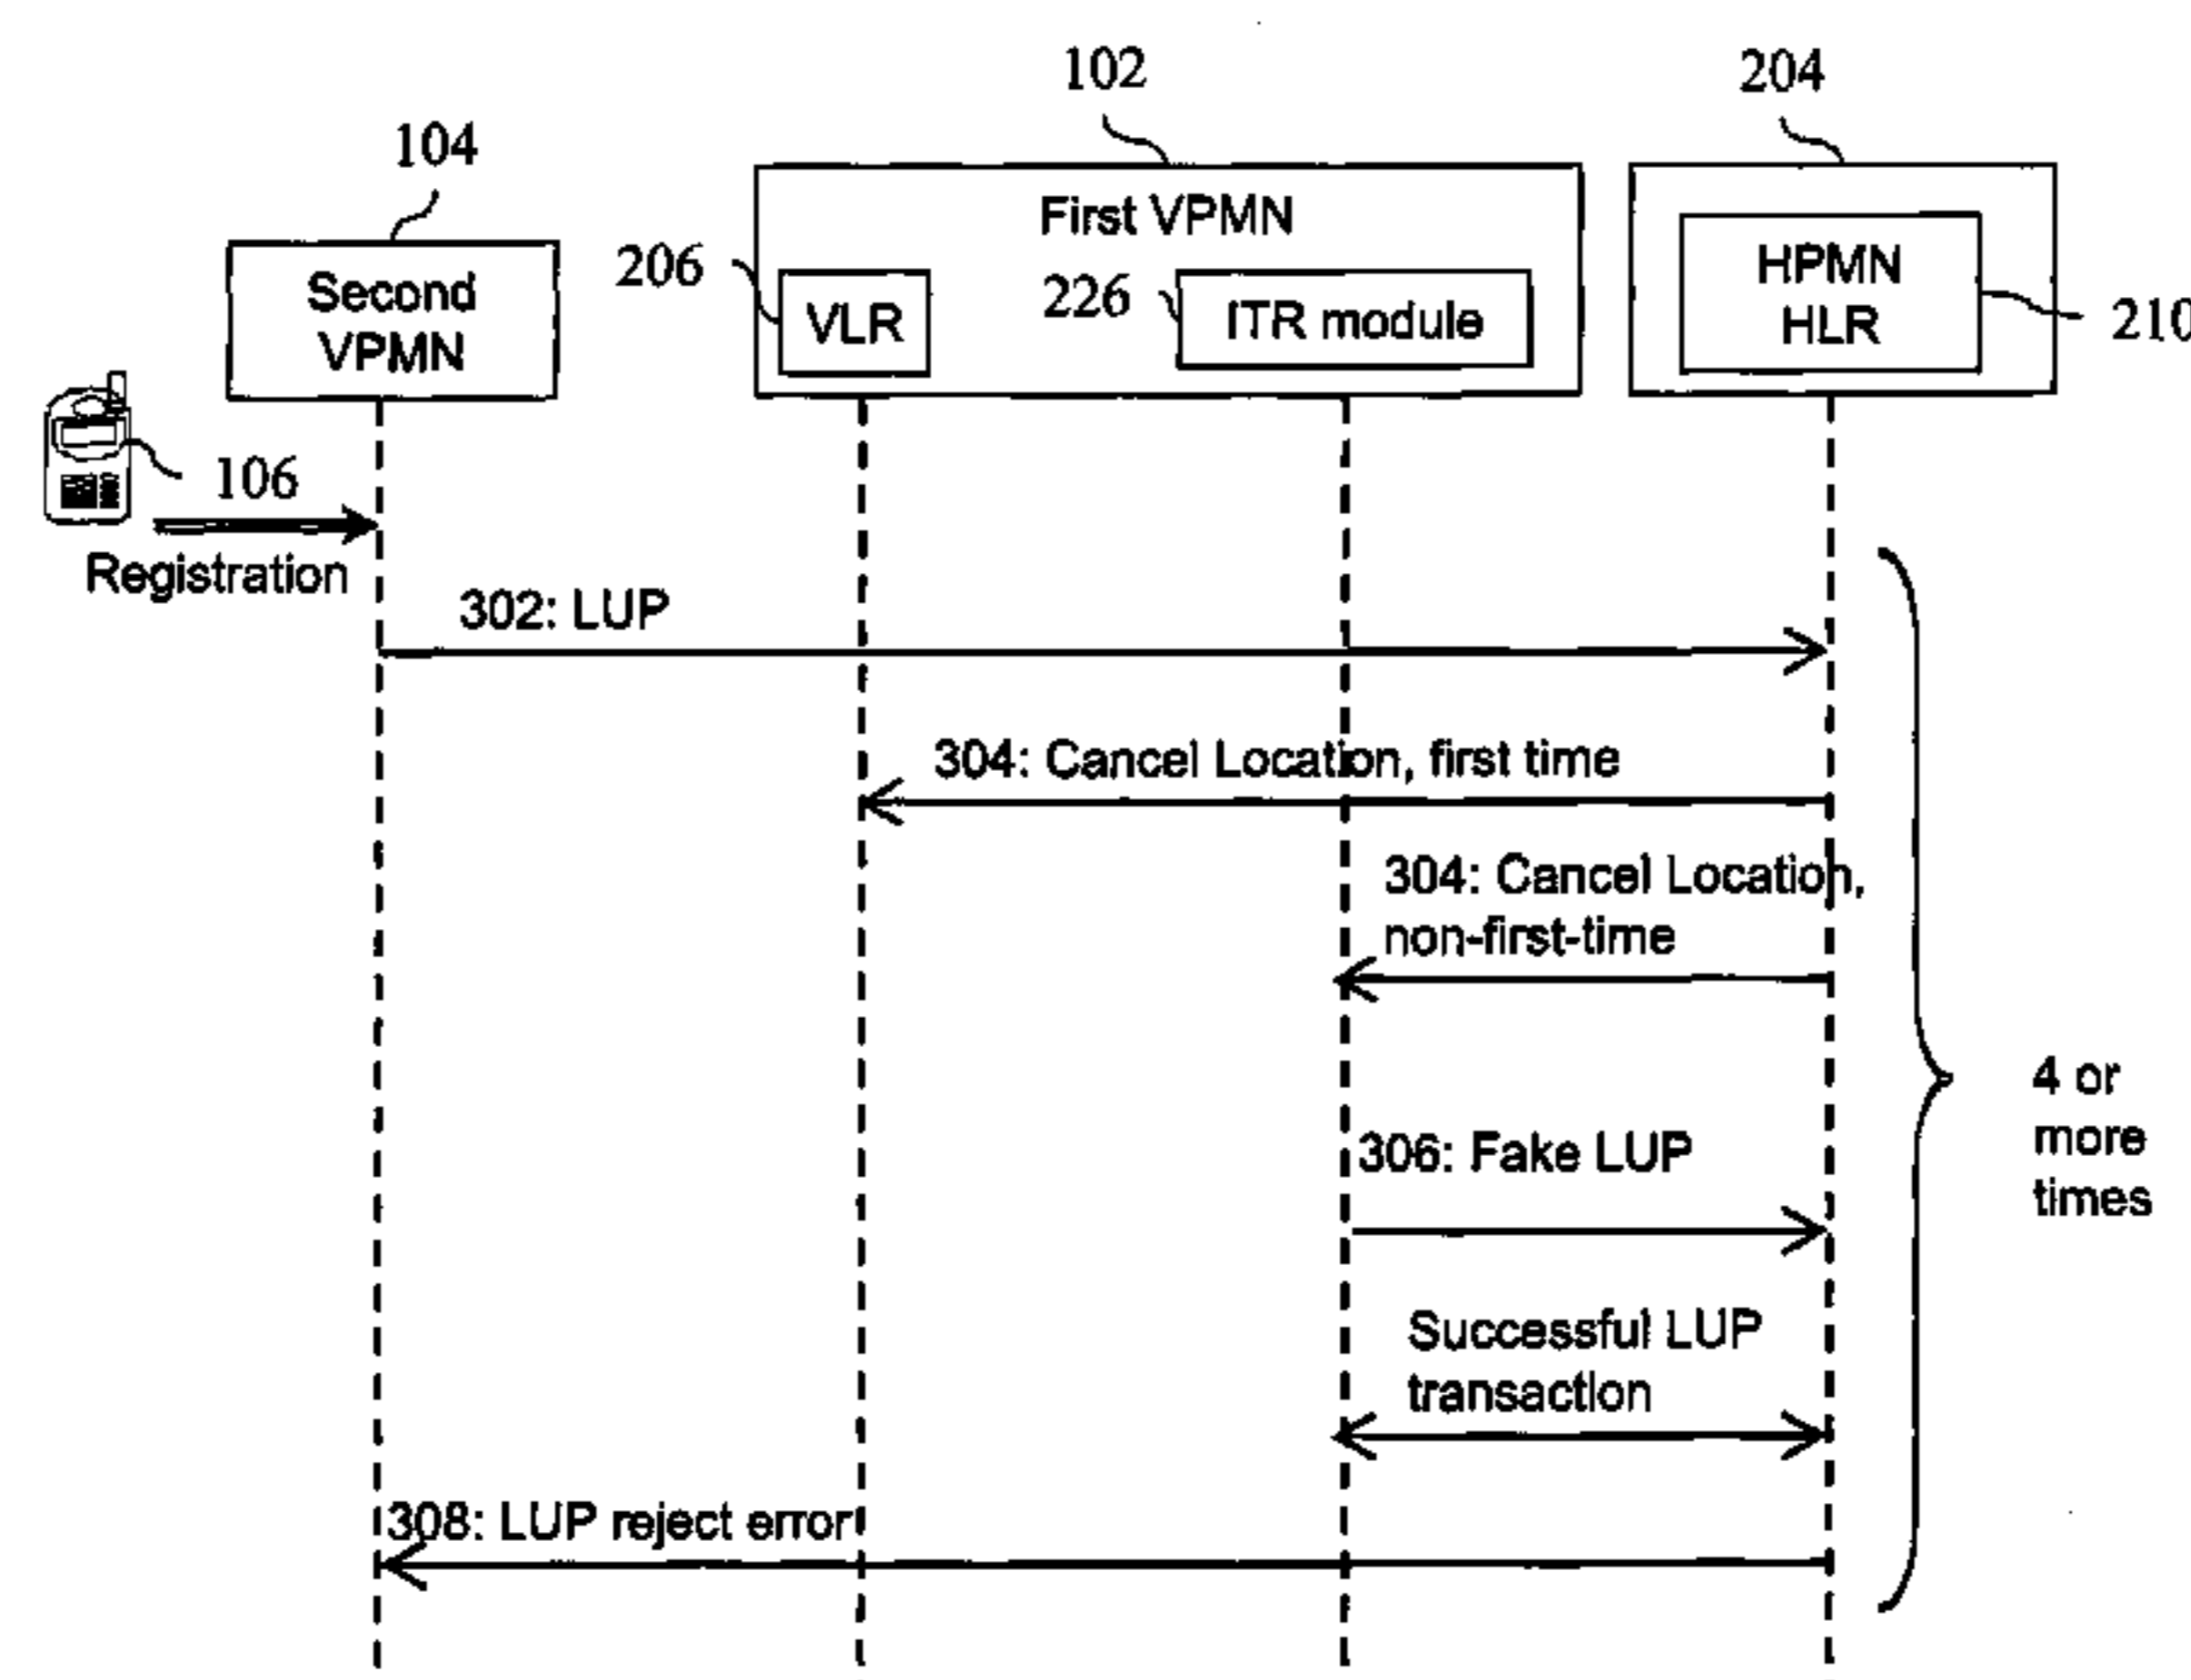 102
204
104
First VPMN
206
226
HPMN
HLR
Second
VPMN
VLR
ITR module
210
106
Registration
302: LUP
304: Cancel Location, first time
304: Cancel Location,
non-first-time
4 or
more
times
306: Fake LUP
Successful LUP
transaction
308: LUP reject error